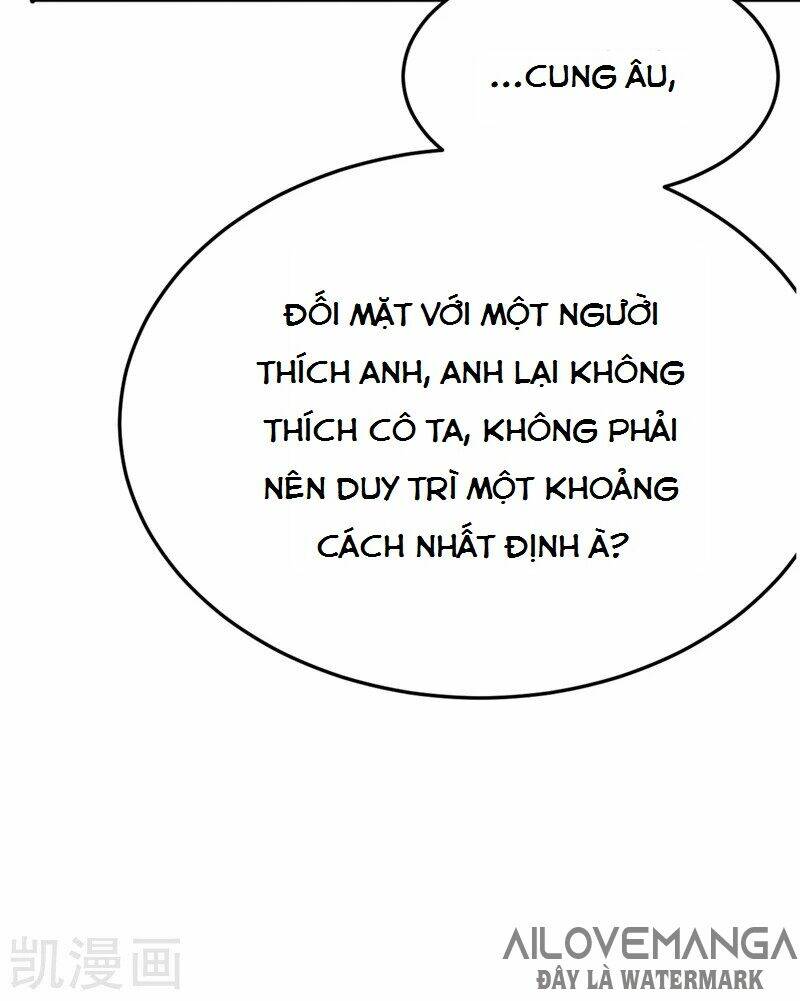 ...CUNG ÂU,
ĐỐI MẶT VỚI MỘT NGƯỜI
THÍCH ANH, ANH LẠI KHÔNG
THÍCH CÔ TA, KHÔNG PHẢI
NÊN DUY TRÌ MỘT KHOẢNG
CÁCH NHẤT ĐỊNH À?
凯漫画
AILOVEMANGA
ĐÂY LÀ WATERMARK